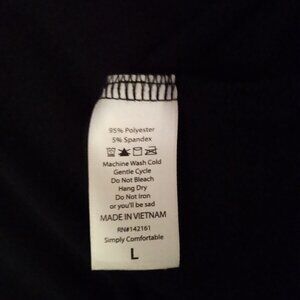 95% Polyester
5% Spandex
Machine Wash Cold
Gentle Cycle
Do Not Bleach
Hang Dry
Do Not Iron
or you'll be sad
MADE IN VIETNAM
RN#142161
Simply Comfortable
L